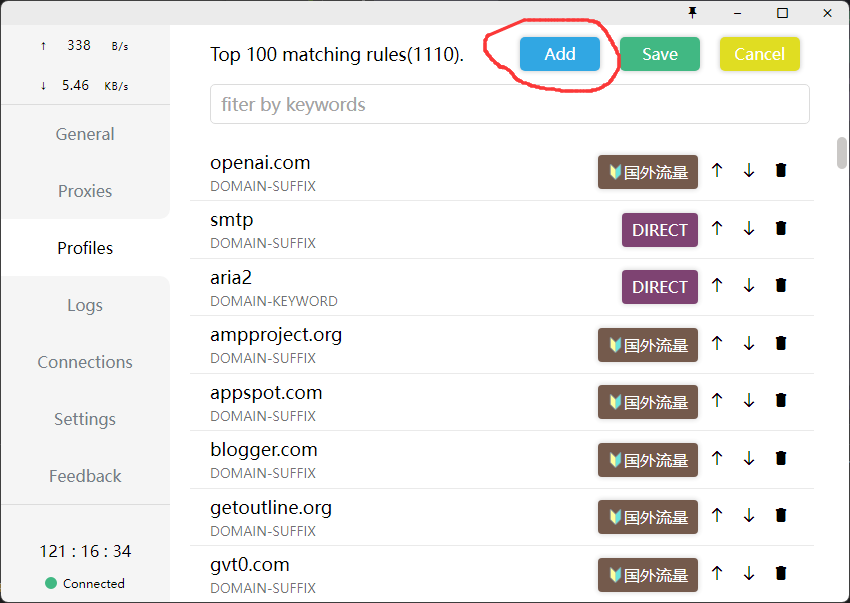 ↑ 338 B/s
↓ 5.46 KB/s
General
Proxies
Profiles
Logs
Connections
Settings
Feedback
121 : 16 : 34
Connected
Top 100 matching rules(1110).
Add
Save
Cancel
fiter by keywords
openai.com
DOMAIN-SUFFIX
国外流量
smtp
DOMAIN-SUFFIX
DIRECT
aria2
DOMAIN-KEYWORD
DIRECT
ampproject.org
DOMAIN-SUFFIX
国外流量
appspot.com
DOMAIN-SUFFIX
国外流量
blogger.com
DOMAIN-SUFFIX
国外流量
getoutline.org
DOMAIN-SUFFIX
国外流量
gvt0.com
DOMAIN-SUFFIX
国外流量